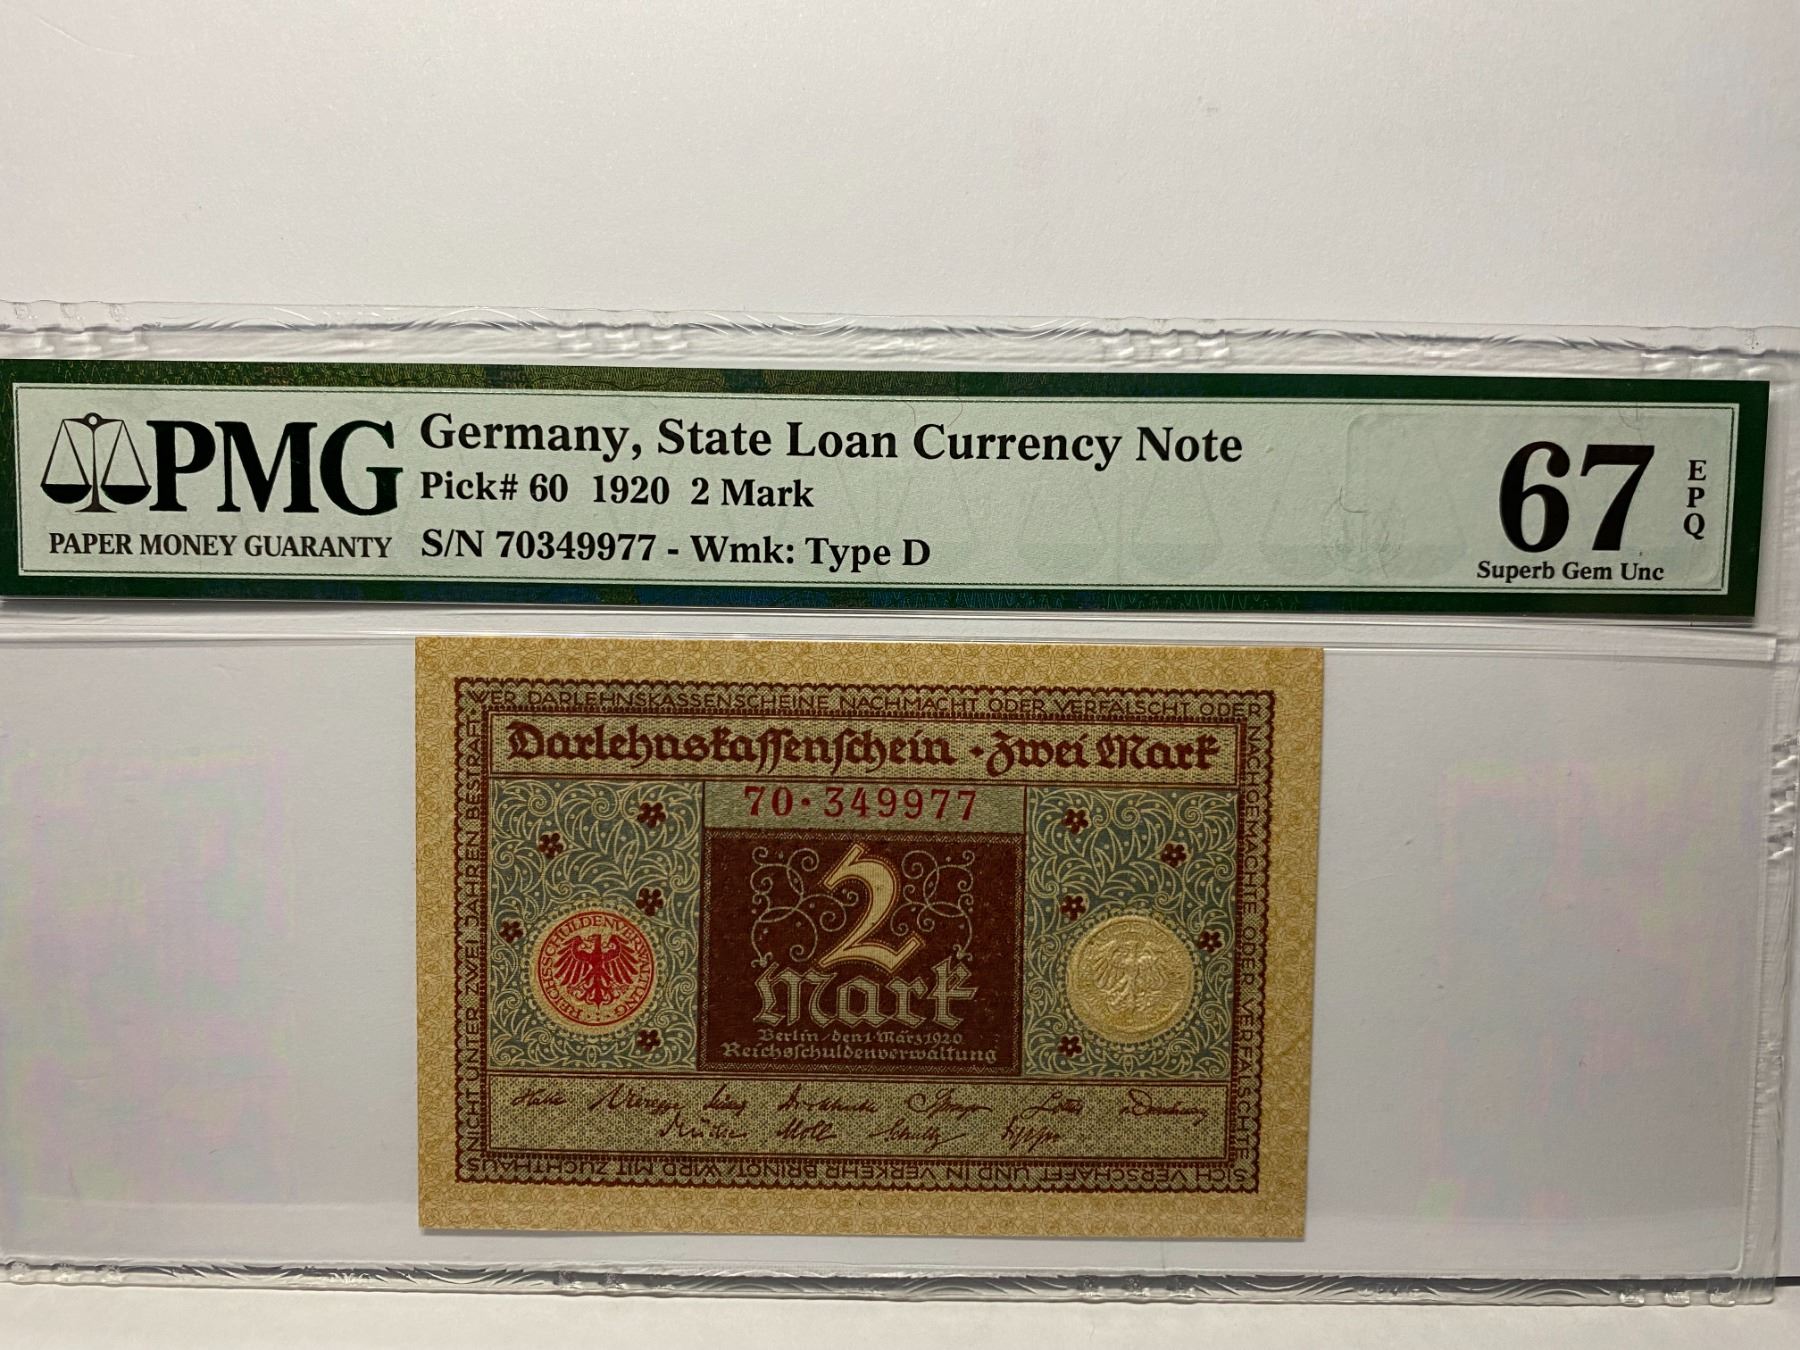 PMG
PAPER MONEY GUARANTY
Germany, State Loan Currency Note
Pick# 60 1920 2 Mark
S/N 70349977 - Wmk: Type D
67
EPQ
Superb Gem Unc
WER DARLEHNSKASSENSCHEINE NACHMACHT ODER VERFÄLSCHT ODER
NACHGEMACHTE ODER VERFÄLSCHTE
SICH VERSCHAFFT UND IN VERKEHR BRINGT, WIRD MIT ZUCHTHAUS
NICHT UNTER ZWEI JAHREN BESTRAFT
Darlehnskassenschein · Zwei Mark
70·349977
2
Mark
Berlin, den 1. März 1920
Reichsschuldenverwaltung
REICHSSCHULDENVERWALTUNG